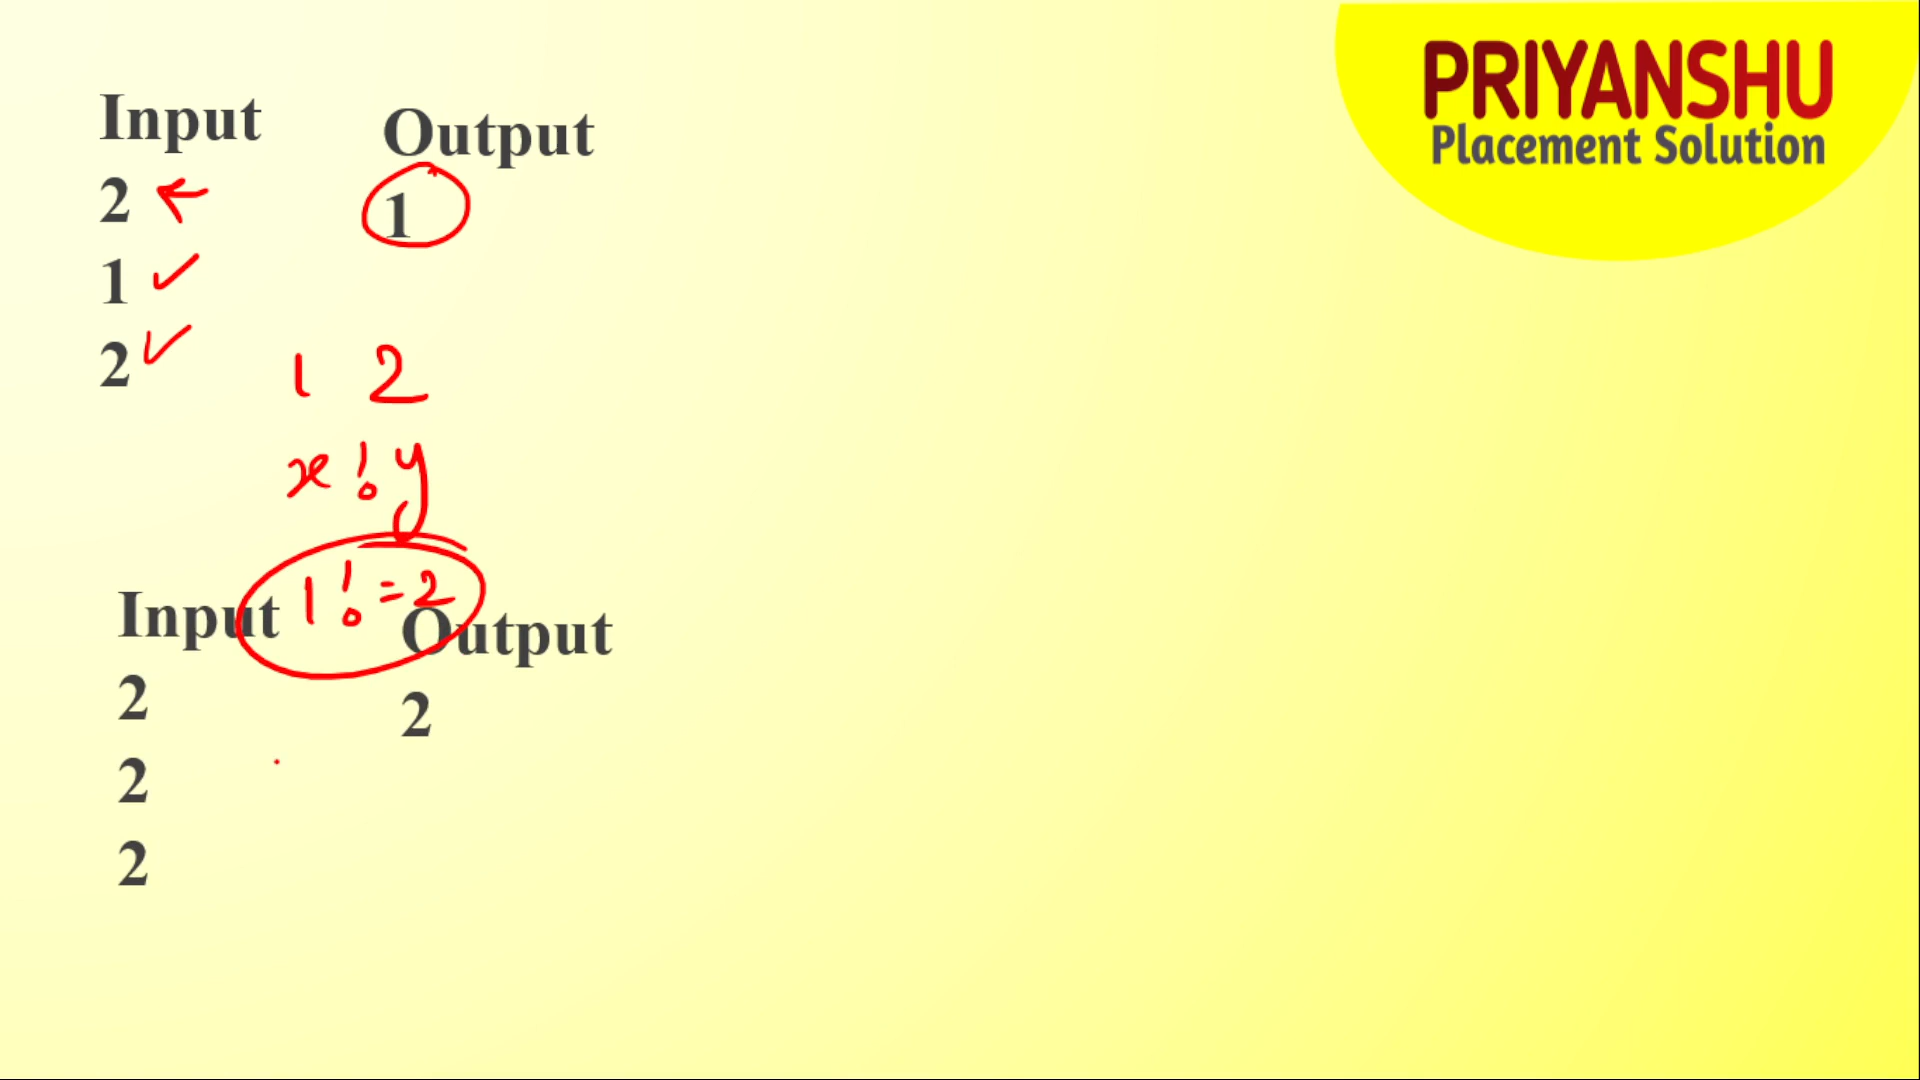 PRIYANSHU
Placement Solution
Input
Output
2
1
1
2
1 2
x ! y
1 != 2
Input
Output
2
2
2
2